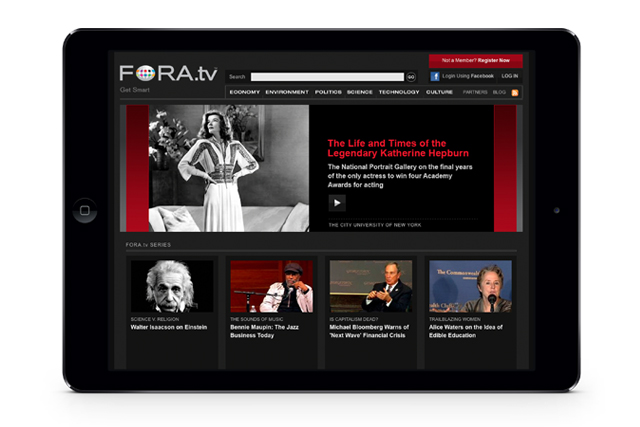 Not a Member? Register Now
FORA.tv
Get Smart
Search
GO
Login Using Facebook
LOG IN
ECONOMY ENVIRONMENT POLITICS SCIENCE TECHNOLOGY CULTURE PARTNERS BLOG
The Life and Times of the
Legendary Katherine Hepburn
The National Portrait Gallery on the final years
of the only actress to win four Academy
Awards for acting
THE CITY UNIVERSITY OF NEW YORK
FORA.tv SERIES
SCIENCE V. RELIGION
Walter Isaacson on Einstein
THE SOUNDS OF MUSIC
Bennie Maupin: The Jazz
Business Today
IS CAPITALISM DEAD?
Michael Bloomberg Warns of
'Next Wave' Financial Crisis
The Commonwealth
TRAILBLAZING WOMEN
Alice Waters on the Idea of
Edible Education